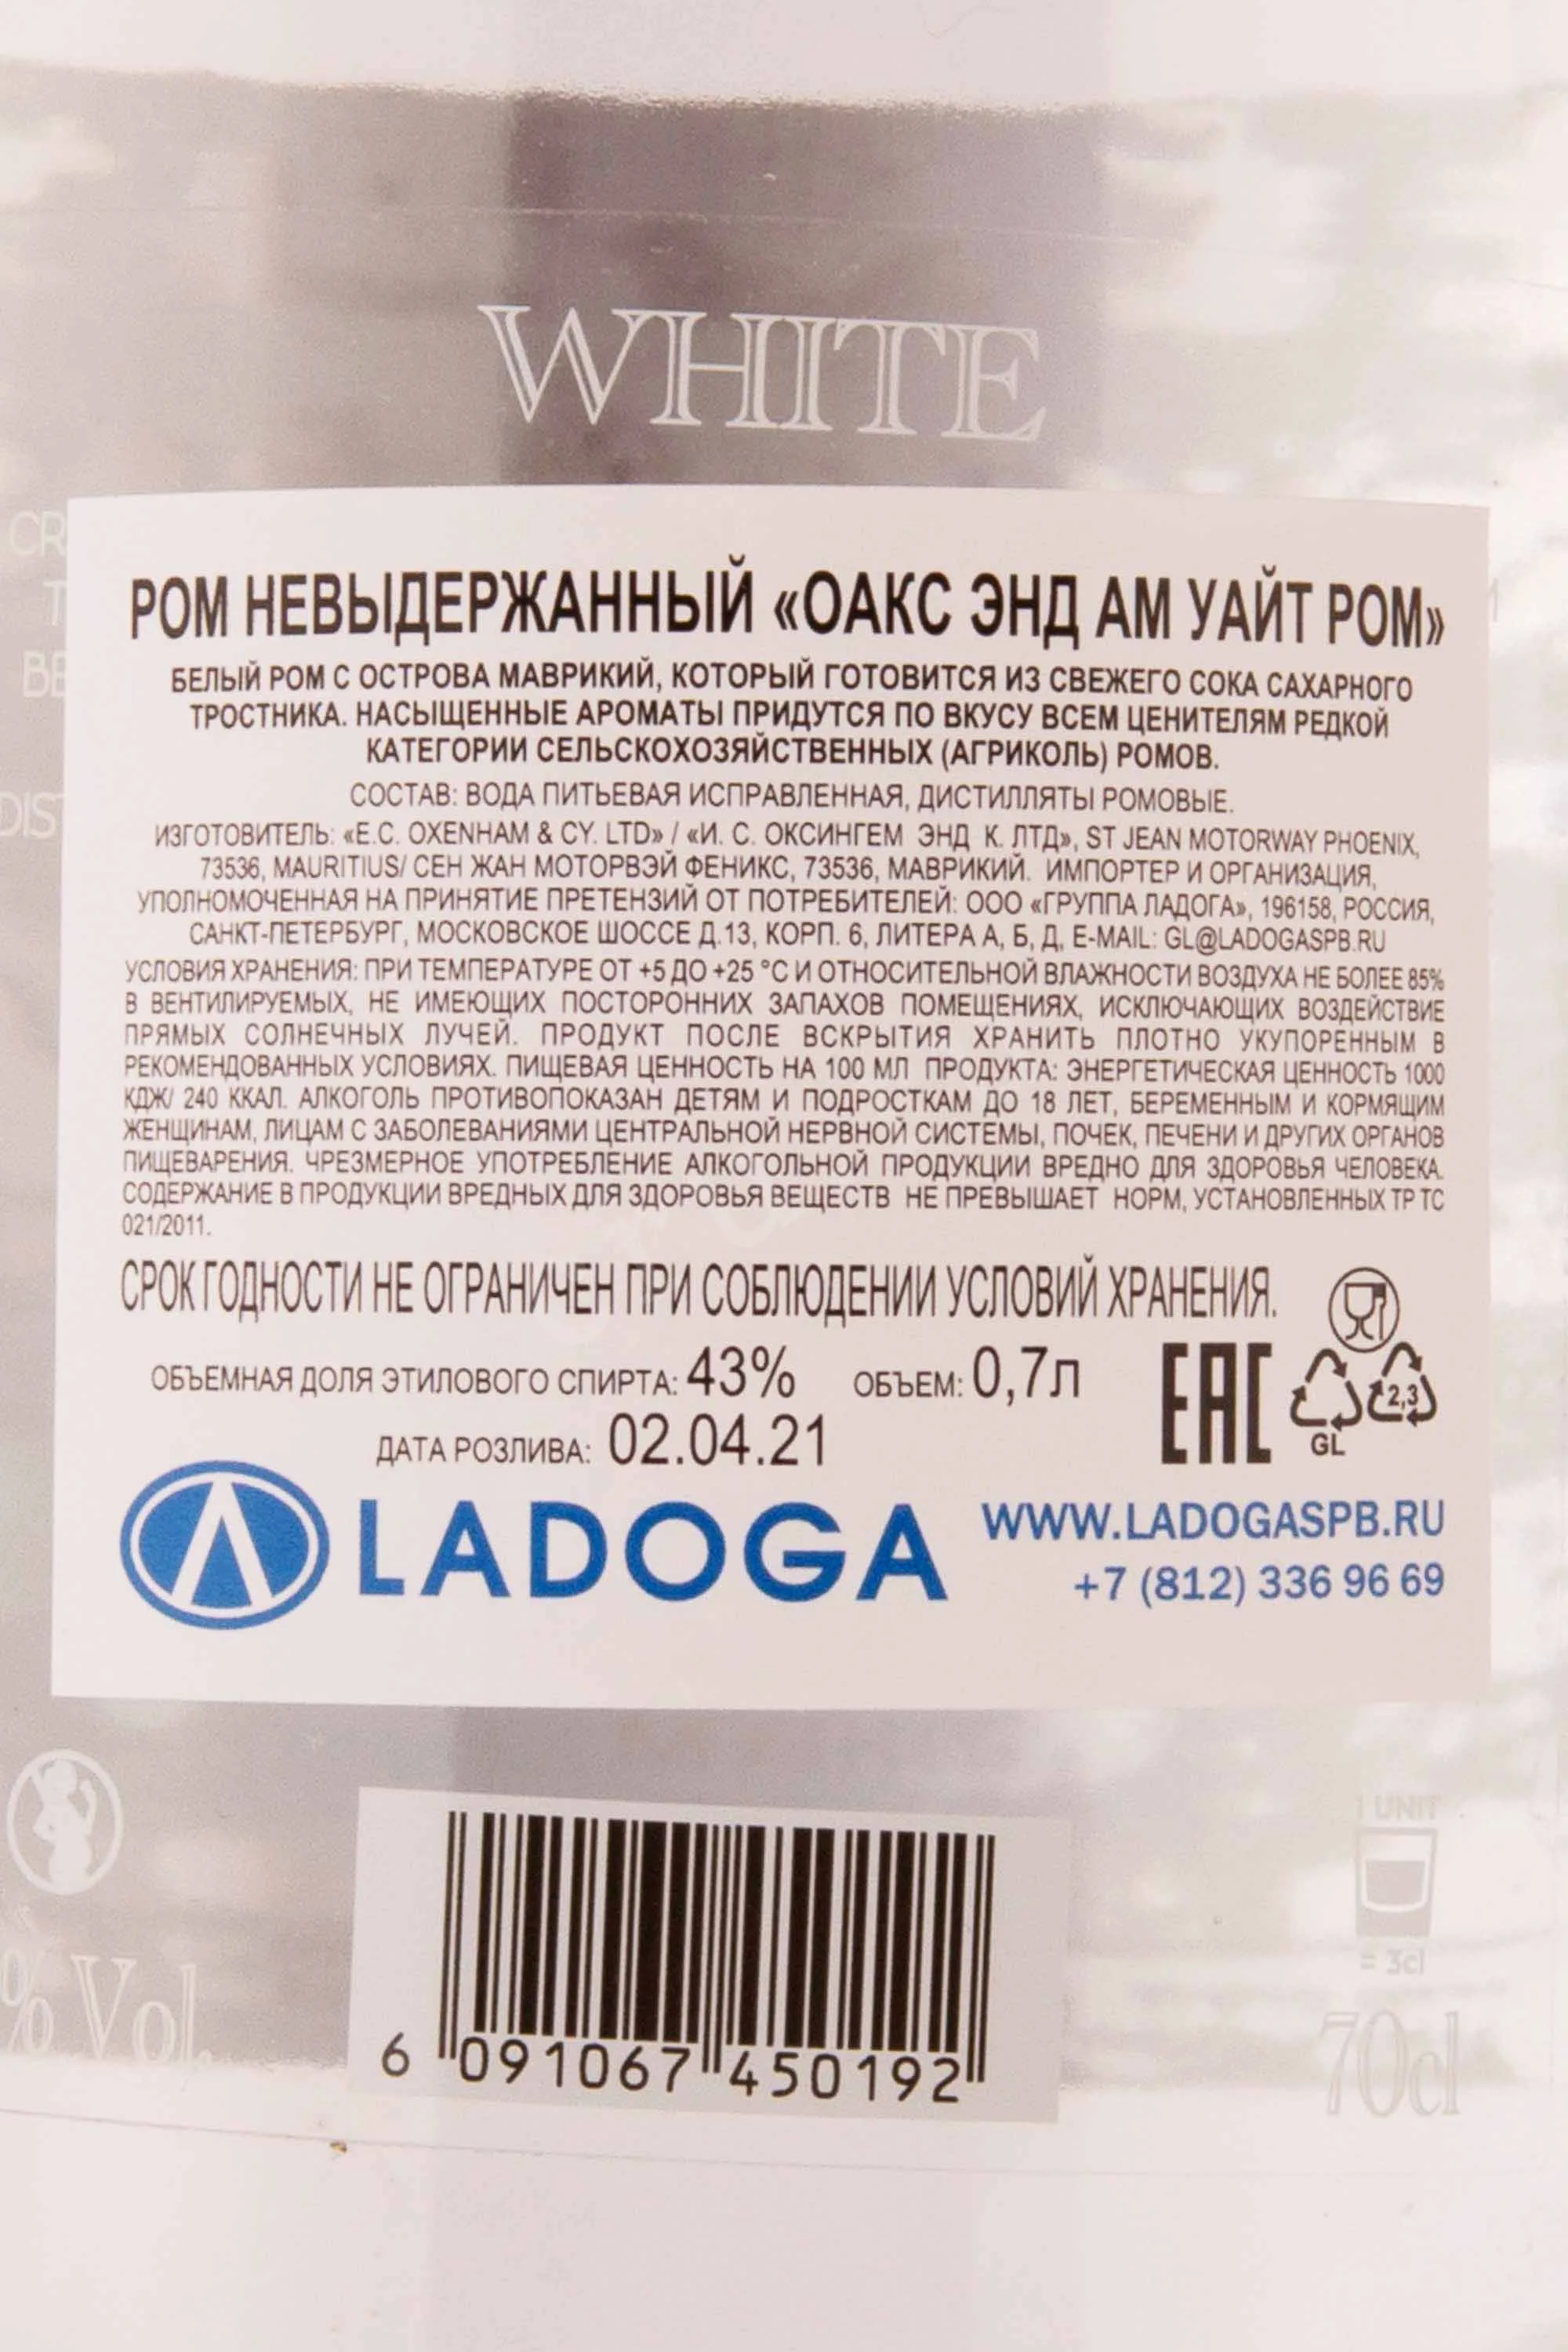 WHITE
CR
T
BE
DIST
РОМ НЕВЫДЕРЖАННЫЙ «ОАКС ЭНД АМ УАЙТ РОМ»
БЕЛЫЙ РОМ С ОСТРОВА МАВРИКИЙ, КОТОРЫЙ ГОТОВИТСЯ ИЗ СВЕЖЕГО СОКА САХАРНОГО
ТРОСТНИКА. НАСЫЩЕННЫЕ АРОМАТЫ ПРИДУТСЯ ПО ВКУСУ ВСЕМ ЦЕНИТЕЛЯМ РЕДКОЙ
КАТЕГОРИИ СЕЛЬСКОХОЗЯЙСТВЕННЫХ (АГРИКОЛЬ) РОМОВ.
СОСТАВ: ВОДА ПИТЬЕВАЯ ИСПРАВЛЕННАЯ, ДИСТИЛЛЯТЫ РОМОВЫЕ.
ИЗГОТОВИТЕЛЬ: «E.C. OXENHAM & CY. LTD» / «И. С. ОКСИНГЕМ ЭНД К. ЛТД», ST JEAN MOTORWAY PHOENIX,
73536, MAURITIUS/ СЕН ЖАН МОТОРВЭЙ ФЕНИКС, 73536, МАВРИКИЙ. ИМПОРТЕР И ОРГАНИЗАЦИЯ,
УПОЛНОМОЧЕННАЯ НА ПРИНЯТИЕ ПРЕТЕНЗИЙ ОТ ПОТРЕБИТЕЛЕЙ: ООО «ГРУППА ЛАДОГА», 196158, РОССИЯ,
САНКТ-ПЕТЕРБУРГ, МОСКОВСКОЕ ШОССЕ Д.13, КОРП. 6, ЛИТЕРА А, Б, Д, E-MAIL: GL@LADOGASPB.RU
УСЛОВИЯ ХРАНЕНИЯ: ПРИ ТЕМПЕРАТУРЕ ОТ +5 ДО +25 °С И ОТНОСИТЕЛЬНОЙ ВЛАЖНОСТИ ВОЗДУХА НЕ БОЛЕЕ 85%
В ВЕНТИЛИРУЕМЫХ, НЕ ИМЕЮЩИХ ПОСТОРОННИХ ЗАПАХОВ ПОМЕЩЕНИЯХ, ИСКЛЮЧАЮЩИХ ВОЗДЕЙСТВИЕ
ПРЯМЫХ СОЛНЕЧНЫХ ЛУЧЕЙ. ПРОДУКТ ПОСЛЕ ВСКРЫТИЯ ХРАНИТЬ ПЛОТНО УКУПОРЕННЫМ В
РЕКОМЕНДОВАННЫХ УСЛОВИЯХ. ПИЩЕВАЯ ЦЕННОСТЬ НА 100 МЛ ПРОДУКТА: ЭНЕРГЕТИЧЕСКАЯ ЦЕННОСТЬ 1000
КДЖ/ 240 ККАЛ. АЛКОГОЛЬ ПРОТИВОПОКАЗАН ДЕТЯМ И ПОДРОСТКАМ ДО 18 ЛЕТ, БЕРЕМЕННЫМ И КОРМЯЩИМ
ЖЕНЩИНАМ, ЛИЦАМ С ЗАБОЛЕВАНИЯМИ ЦЕНТРАЛЬНОЙ НЕРВНОЙ СИСТЕМЫ, ПОЧЕК, ПЕЧЕНИ И ДРУГИХ ОРГАНОВ
ПИЩЕВАРЕНИЯ. ЧРЕЗМЕРНОЕ УПОТРЕБЛЕНИЕ АЛКОГОЛЬНОЙ ПРОДУКЦИИ ВРЕДНО ДЛЯ ЗДОРОВЬЯ ЧЕЛОВЕКА.
СОДЕРЖАНИЕ В ПРОДУКЦИИ ВРЕДНЫХ ДЛЯ ЗДОРОВЬЯ ВЕЩЕСТВ НЕ ПРЕВЫШАЕТ НОРМ, УСТАНОВЛЕННЫХ ТР ТС
021/2011.
СРОК ГОДНОСТИ НЕ ОГРАНИЧЕН ПРИ СОБЛЮДЕНИИ УСЛОВИЙ ХРАНЕНИЯ.
ОБЪЕМНАЯ ДОЛЯ ЭТИЛОВОГО СПИРТА: 43% ОБЪЕМ: 0,7л
ДАТА РОЗЛИВА: 02.04.21
EAC
GL
2,3
LADOGA
WWW.LADOGASPB.RU
+7 (812) 336 96 69
1 UNIT
= 3cl
% Vol.
70cl
6 091067 450192